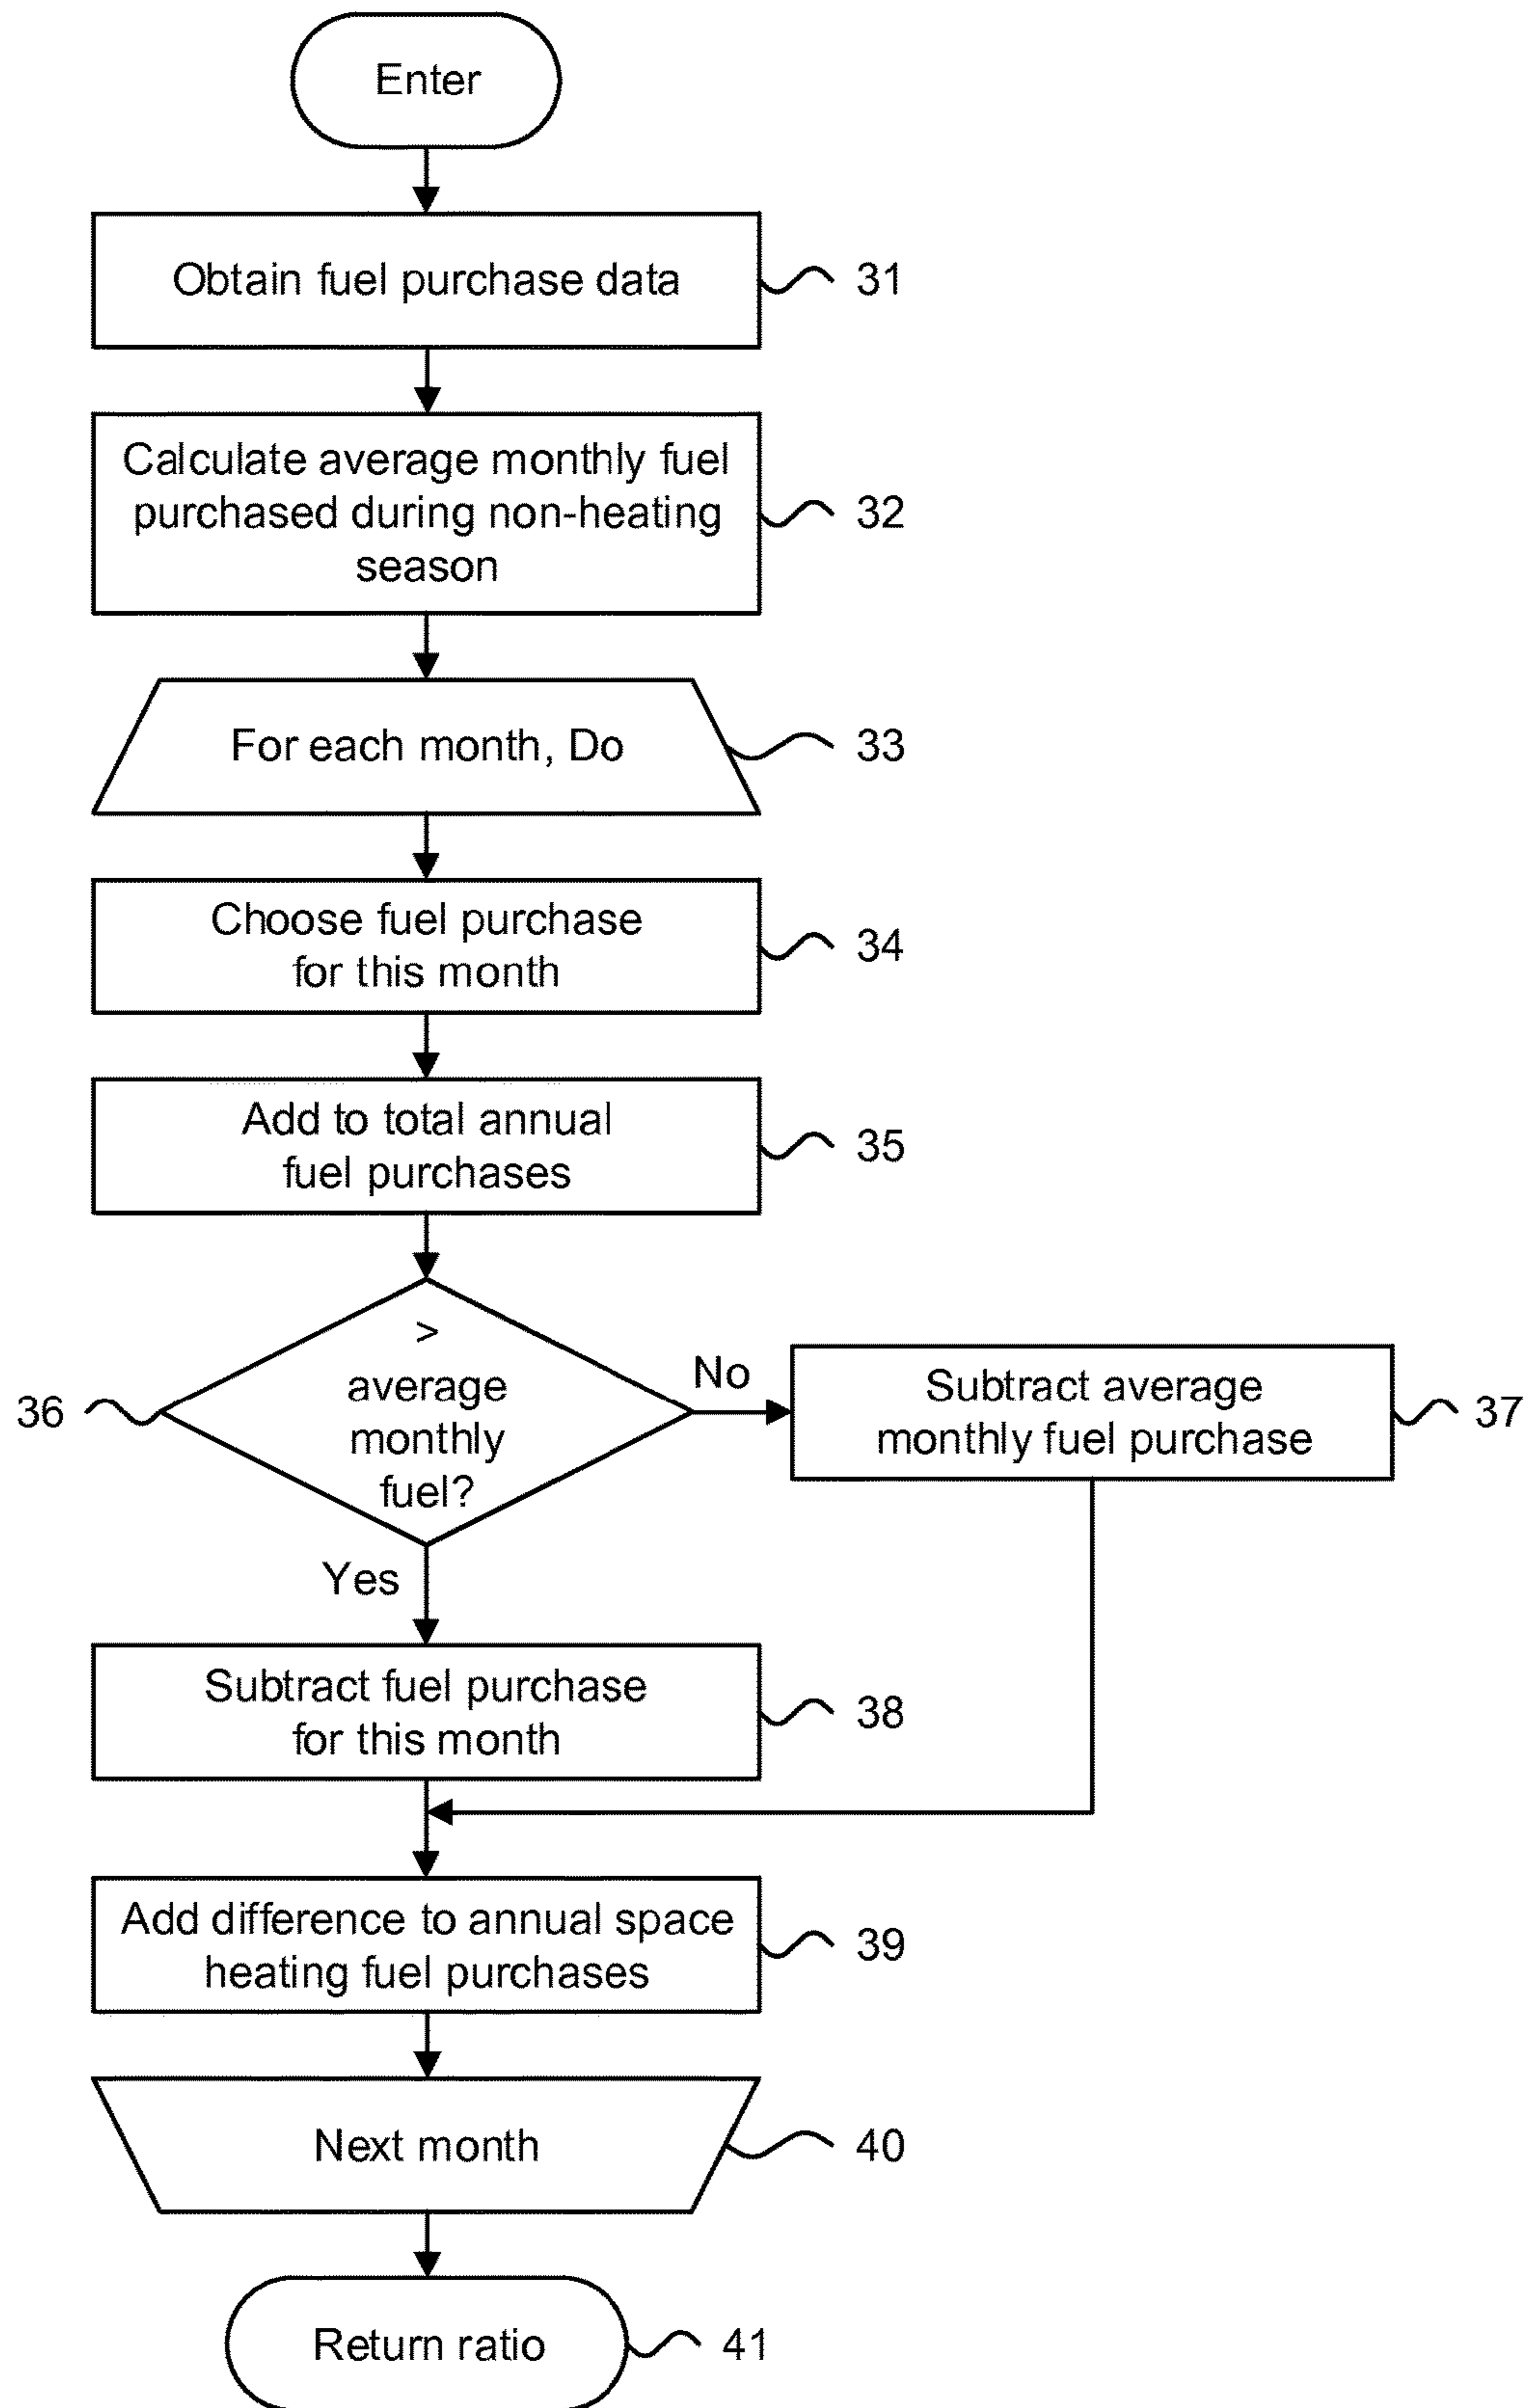 Enter
Obtain fuel purchase data
31
Calculate average monthly fuel
purchased during non-heating
season
32
For each month, Do
33
Choose fuel purchase
for this month
34
Add to total annual
fuel purchases
35
>
average
monthly
fuel?
36
No
Subtract average
monthly fuel purchase
37
Yes
Subtract fuel purchase
for this month
38
Add difference to annual space
heating fuel purchases
39
Next month
40
Return ratio
41